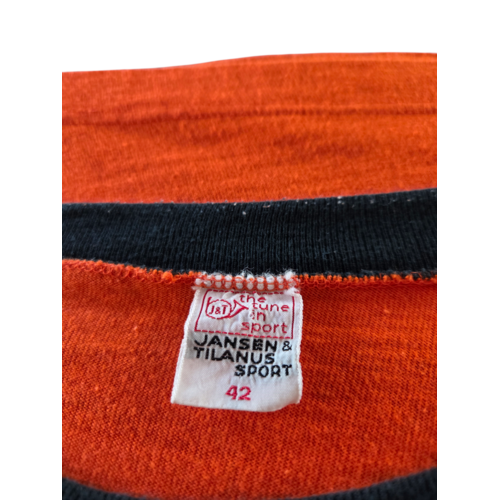 J&T
the
tune
in
sport
JANSEN &
TILANUS
SPORT
42